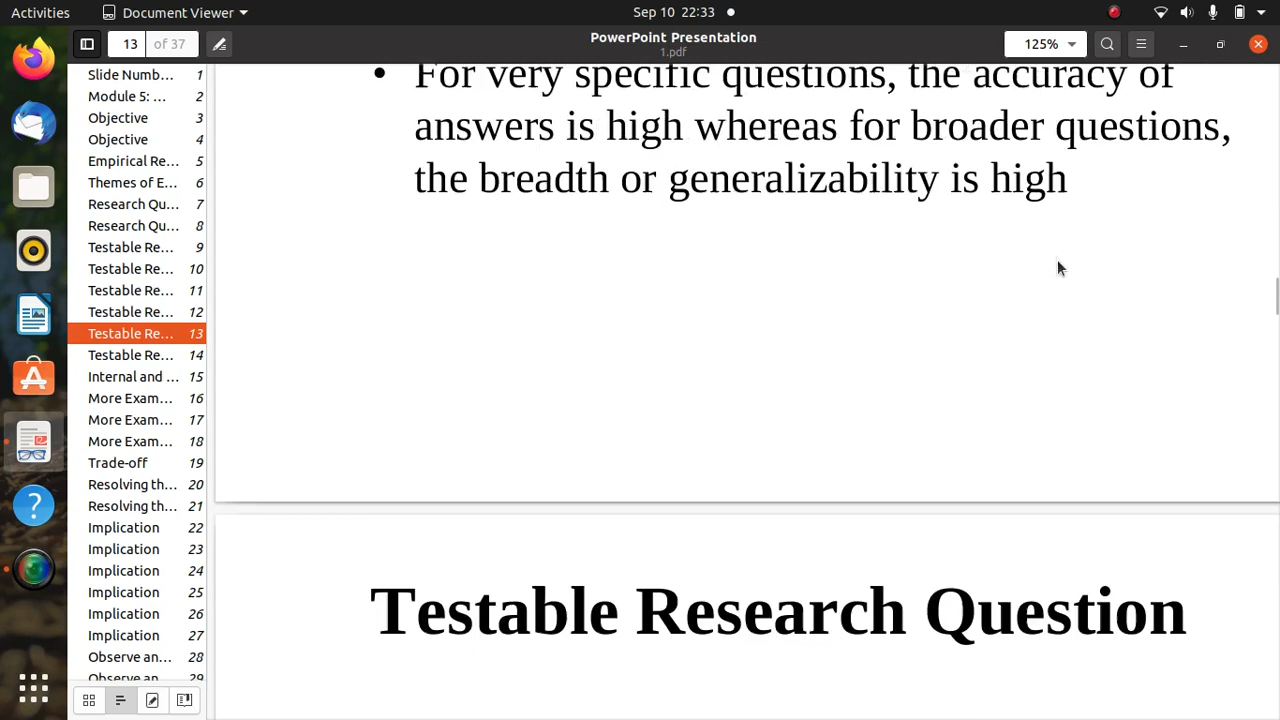 Activities
Document Viewer
Sep 10 22:33
13 of 37
PowerPoint Presentation
1.pdf
125%
Slide Numb... 1
Module 5: ... 2
Objective 3
Objective 4
Empirical Re... 5
Themes of E... 6
Research Qu... 7
Research Qu... 8
Testable Re... 9
Testable Re... 10
Testable Re... 11
Testable Re... 12
Testable Re... 13
Testable Re... 14
Internal and ... 15
More Exam... 16
More Exam... 17
More Exam... 18
Trade-off 19
Resolving th... 20
Resolving th... 21
Implication 22
Implication 23
Implication 24
Implication 25
Implication 26
Implication 27
Observe an... 28
Observe an... 29
• For very specific questions, the accuracy of
answers is high whereas for broader questions,
the breadth or generalizability is high
Testable Research Question